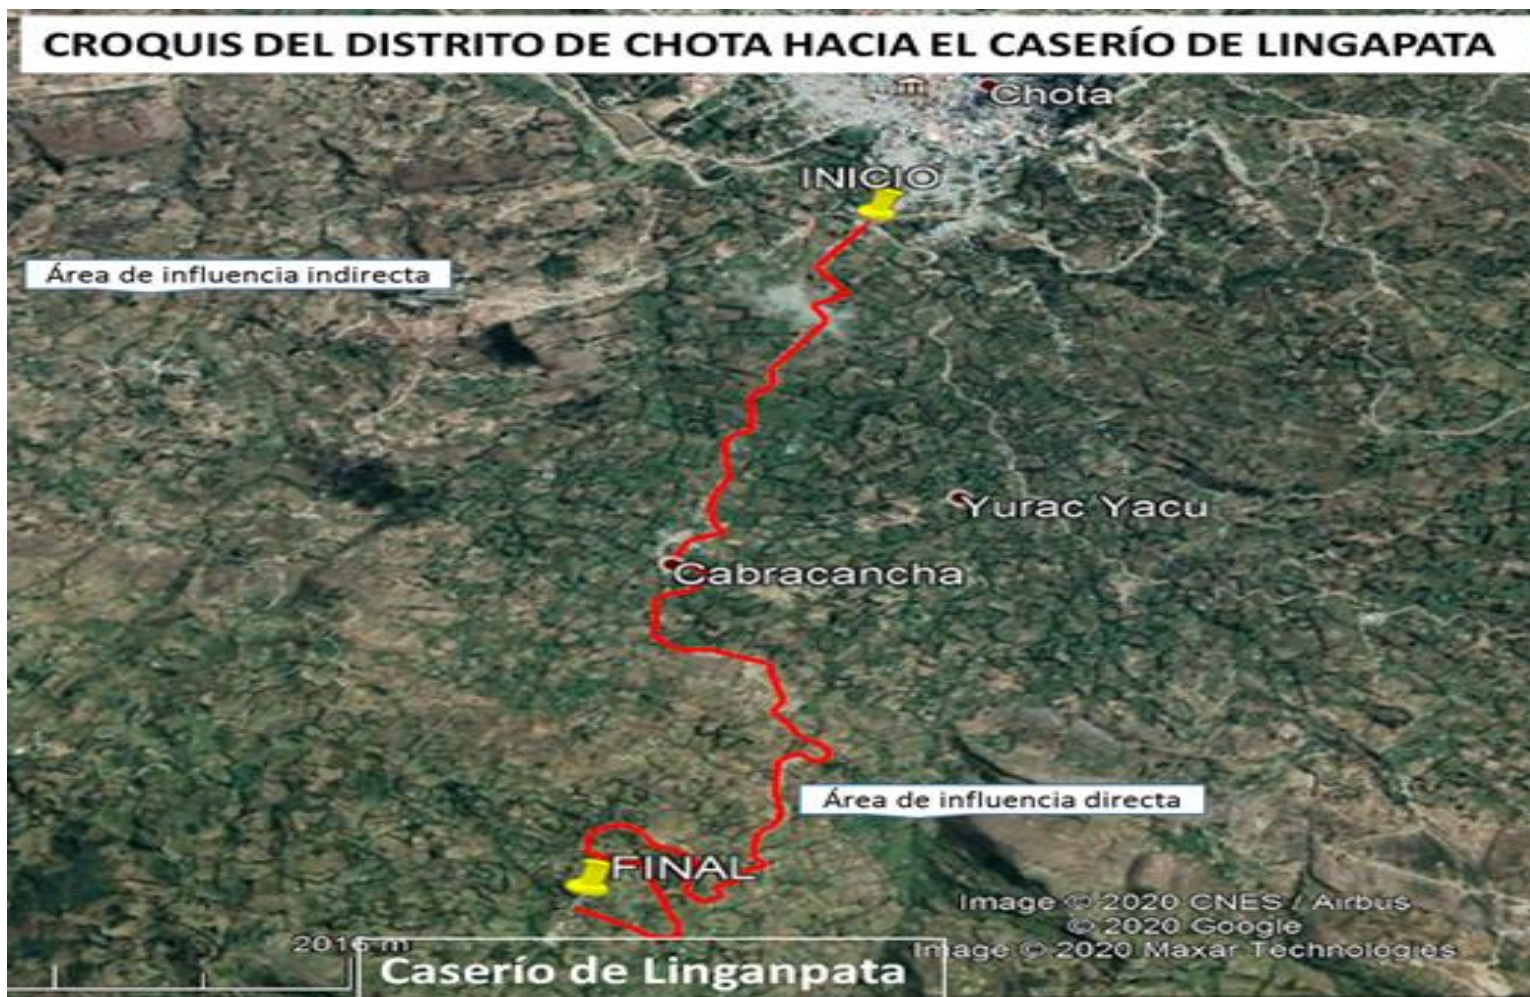 CROQUIS DEL DISTRITO DE CHOTA HACIA EL CASERÍO DE LINGAPATA
Chota
INICIO
Área de influencia indirecta
Yurac Yacu
Cabracancha
Área de influencia directa
FINAL
Image © 2020 CNES / Airbus
© 2020 Google
Image © 2020 Maxar Technologies
2016 m
Caserío de Linganpata